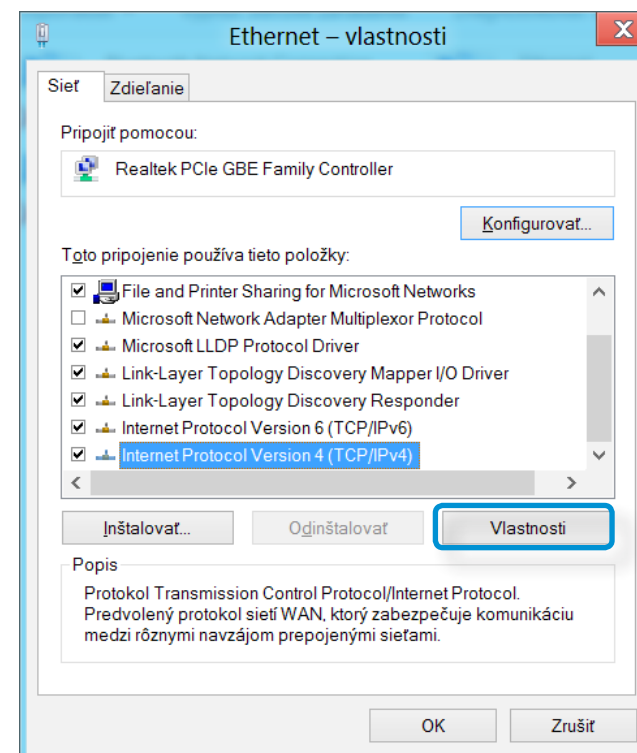 Ethernet – vlastnosti
X
Sieť
Zdieľanie
Pripojiť pomocou:
Realtek PCIe GBE Family Controller
Konfigurovať...
Toto pripojenie používa tieto položky:
File and Printer Sharing for Microsoft Networks
Microsoft Network Adapter Multiplexor Protocol
Microsoft LLDP Protocol Driver
Link-Layer Topology Discovery Mapper I/O Driver
Link-Layer Topology Discovery Responder
Internet Protocol Version 6 (TCP/IPv6)
Internet Protocol Version 4 (TCP/IPv4)
Inštalovať...
Odinštalovať
Vlastnosti
Popis
Protokol Transmission Control Protocol/Internet Protocol.
Predvolený protokol sietí WAN, ktorý zabezpečuje komunikáciu
medzi rôznymi navzájom prepojenými sieťami.
OK
Zrušiť